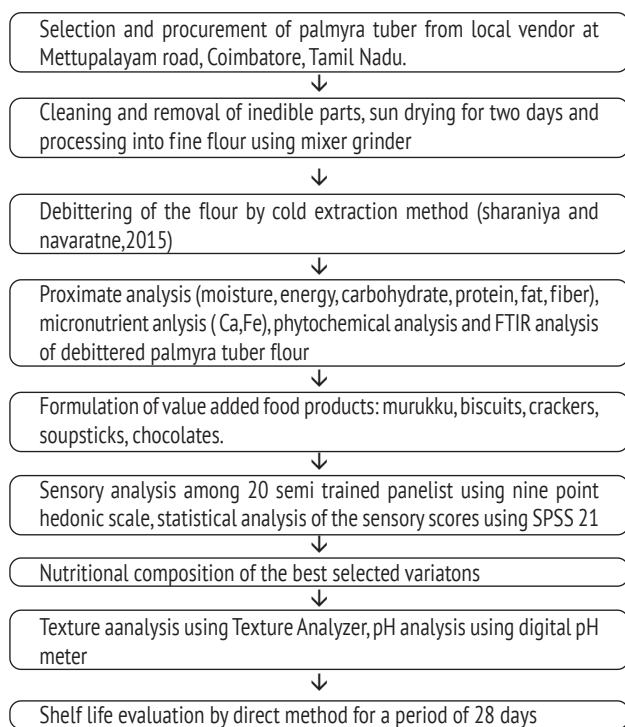 Selection and procurement of palmyra tuber from local vendor at
Mettupalayam road, Coimbatore, Tamil Nadu.
Cleaning and removal of inedible parts, sun drying for two days and
processing into fine flour using mixer grinder
Debittering of the flour by cold extraction method (sharaniya and
navaratne,2015)
Proximate analysis (moisture, energy, carbohydrate, protein, fat, fiber),
micronutrient anlysis ( Ca,Fe), phytochemical analysis and FTIR analysis
of debittered palmyra tuber flour
Formulation of value added food products: murukku, biscuits, crackers,
soupsticks, chocolates.
Sensory analysis among 20 semi trained panelist using nine point
hedonic scale, statistical analysis of the sensory scores using SPSS 21
Nutritional composition of the best selected variatons
Texture aanalysis using Texture Analyzer, pH analysis using digital pH
meter
Shelf life evaluation by direct method for a period of 28 days